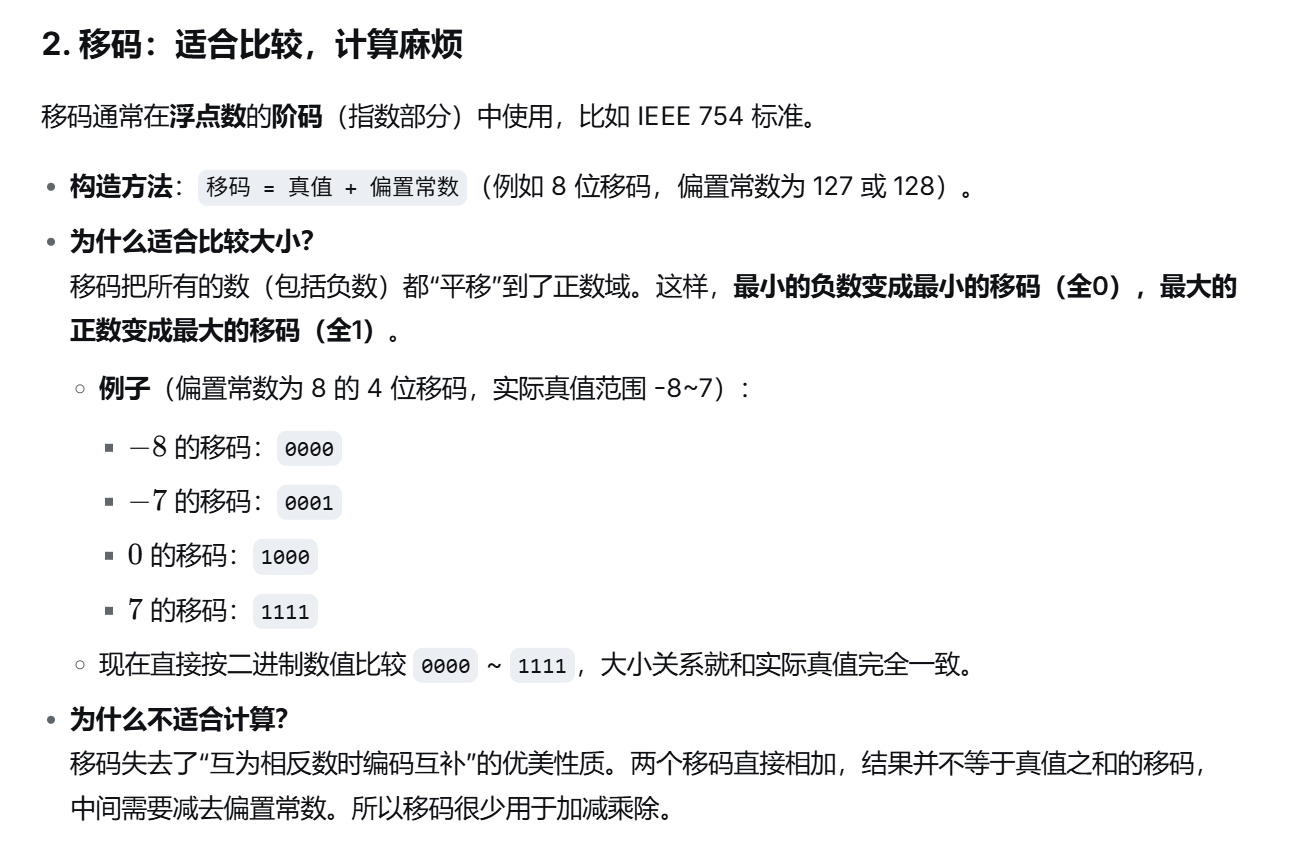 2. 移码：适合比较，计算麻烦
移码通常在浮点数的阶码（指数部分）中使用，比如 IEEE 754 标准。
• 构造方法：移码 = 真值 + 偏置常数（例如 8 位移码，偏置常数为 127 或 128）。
• 为什么适合比较大小？
移码把所有的数（包括负数）都“平移”到了正数域。这样，最小的负数变成最小的移码（全0），最大的
正数变成最大的移码（全1）。
◦ 例子（偏置常数为 8 的 4 位移码，实际真值范围 -8~7）：
▪ −8 的移码：0000
▪ −7 的移码：0001
▪ 0 的移码：1000
▪ 7 的移码：1111
◦ 现在直接按二进制数值比较 0000 ~ 1111，大小关系就和实际真值完全一致。
• 为什么不适合计算？
移码失去了“互为相反数时编码互补”的优美性质。两个移码直接相加，结果并不等于真值之和的移码，
中间需要减去偏置常数。所以移码很少用于加减乘除。